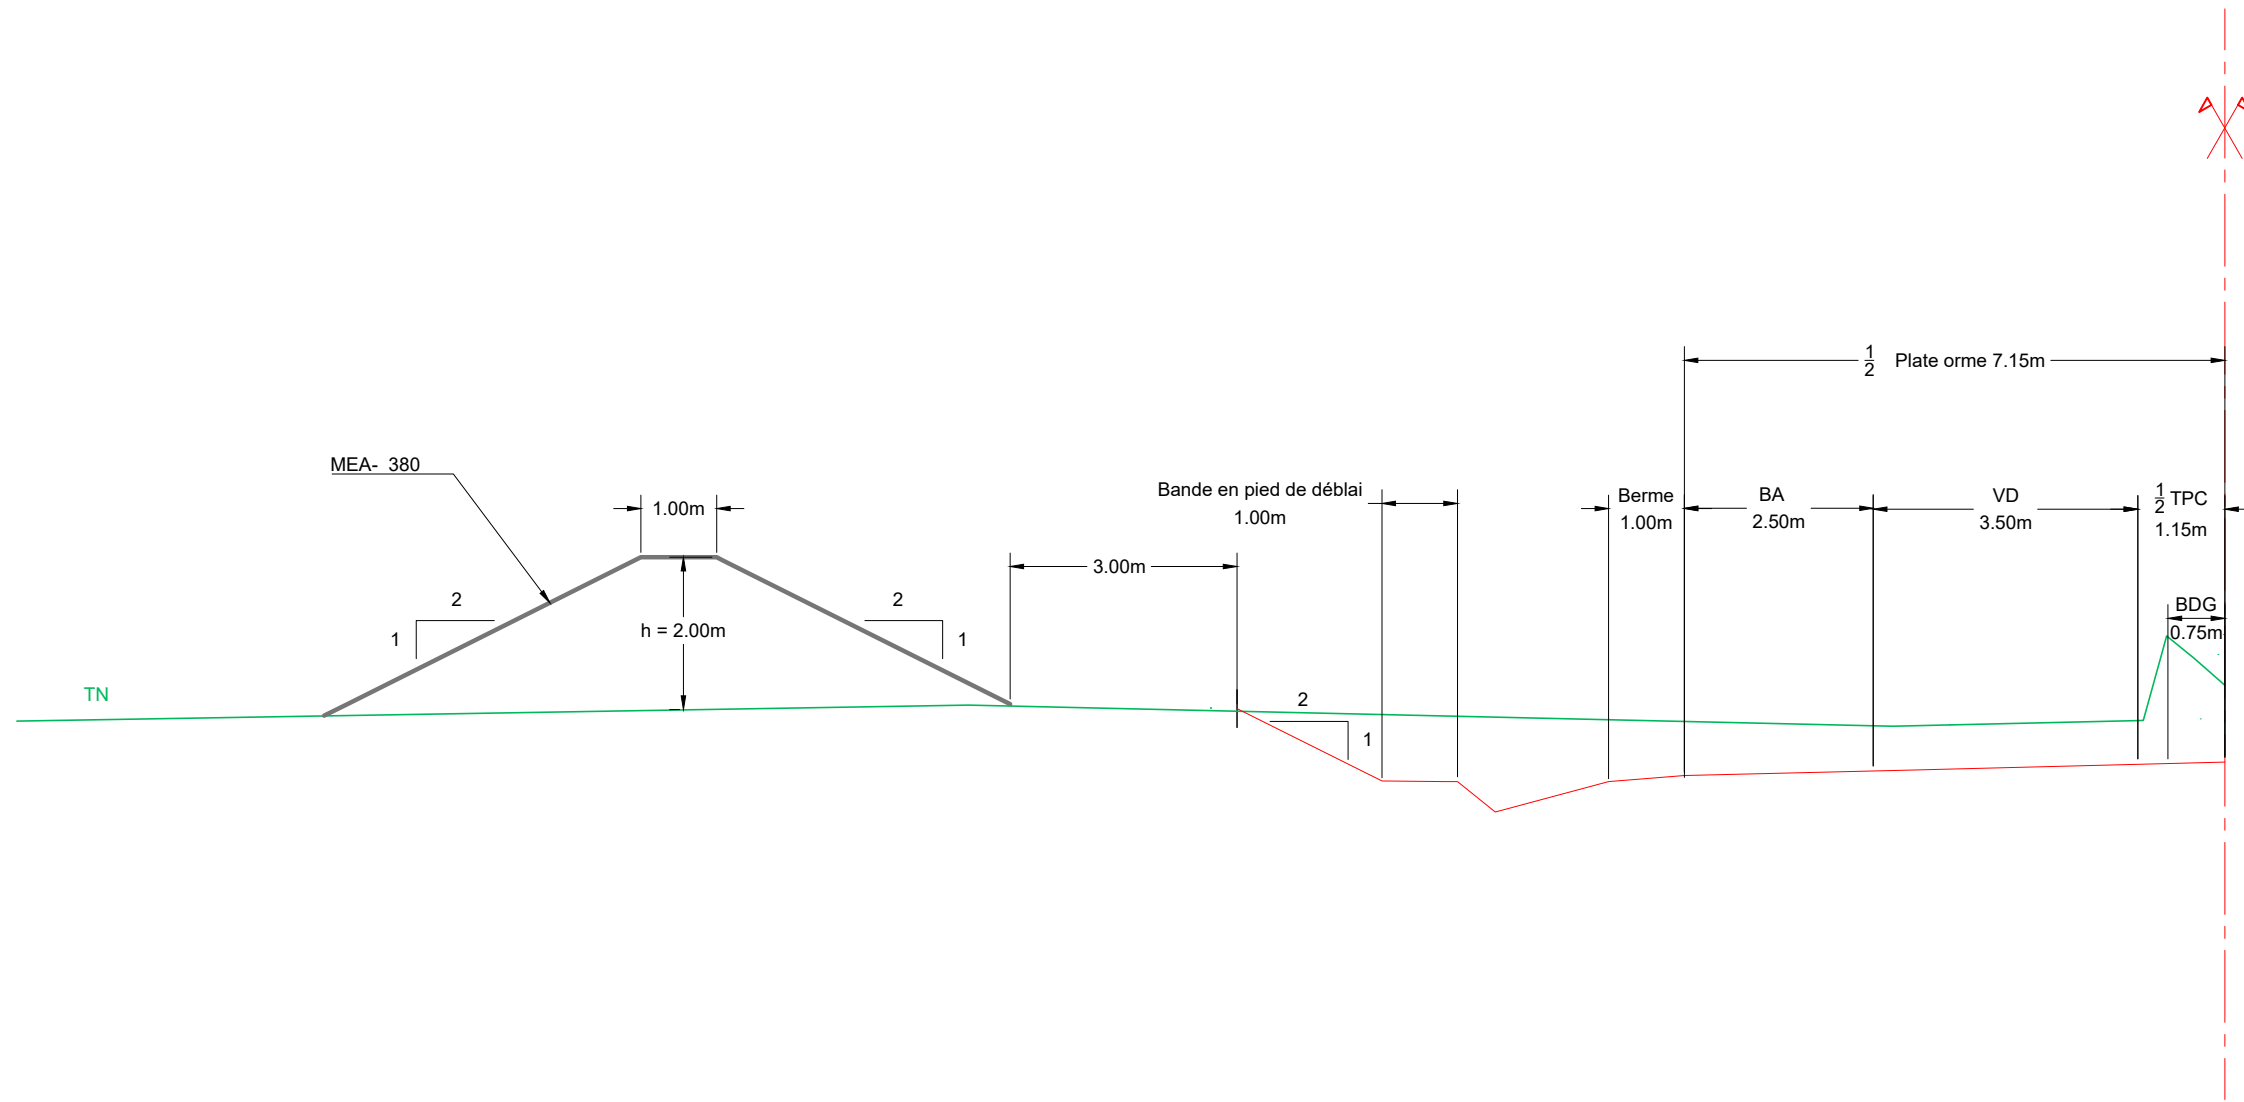 A A
1
2 Plate orme 7.15m
MEA- 380
1.00m
Bande en pied de déblai
1.00m
Berme
1.00m
BA
2.50m
VD
3.50m
1
2 TPC
1.15m
3.00m
2
1
2
1
h = 2.00m
BDG
0.75m
TN
2
1